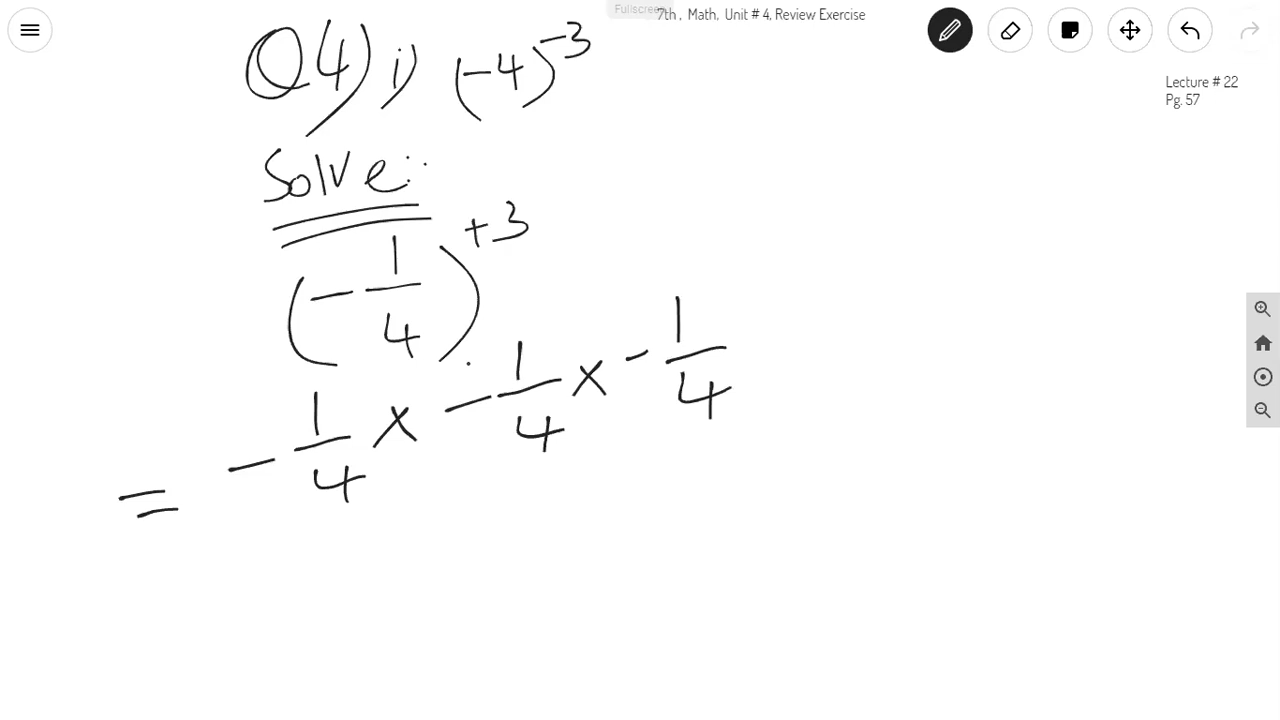 Fullscreen
7th , Math, Unit # 4, Review Exercise
Lecture # 22
Pg. 57
Q(4) i) (-4)^-3
Solve::
(-1/4)^+3.
= -1/4 × -1/4 × -1/4